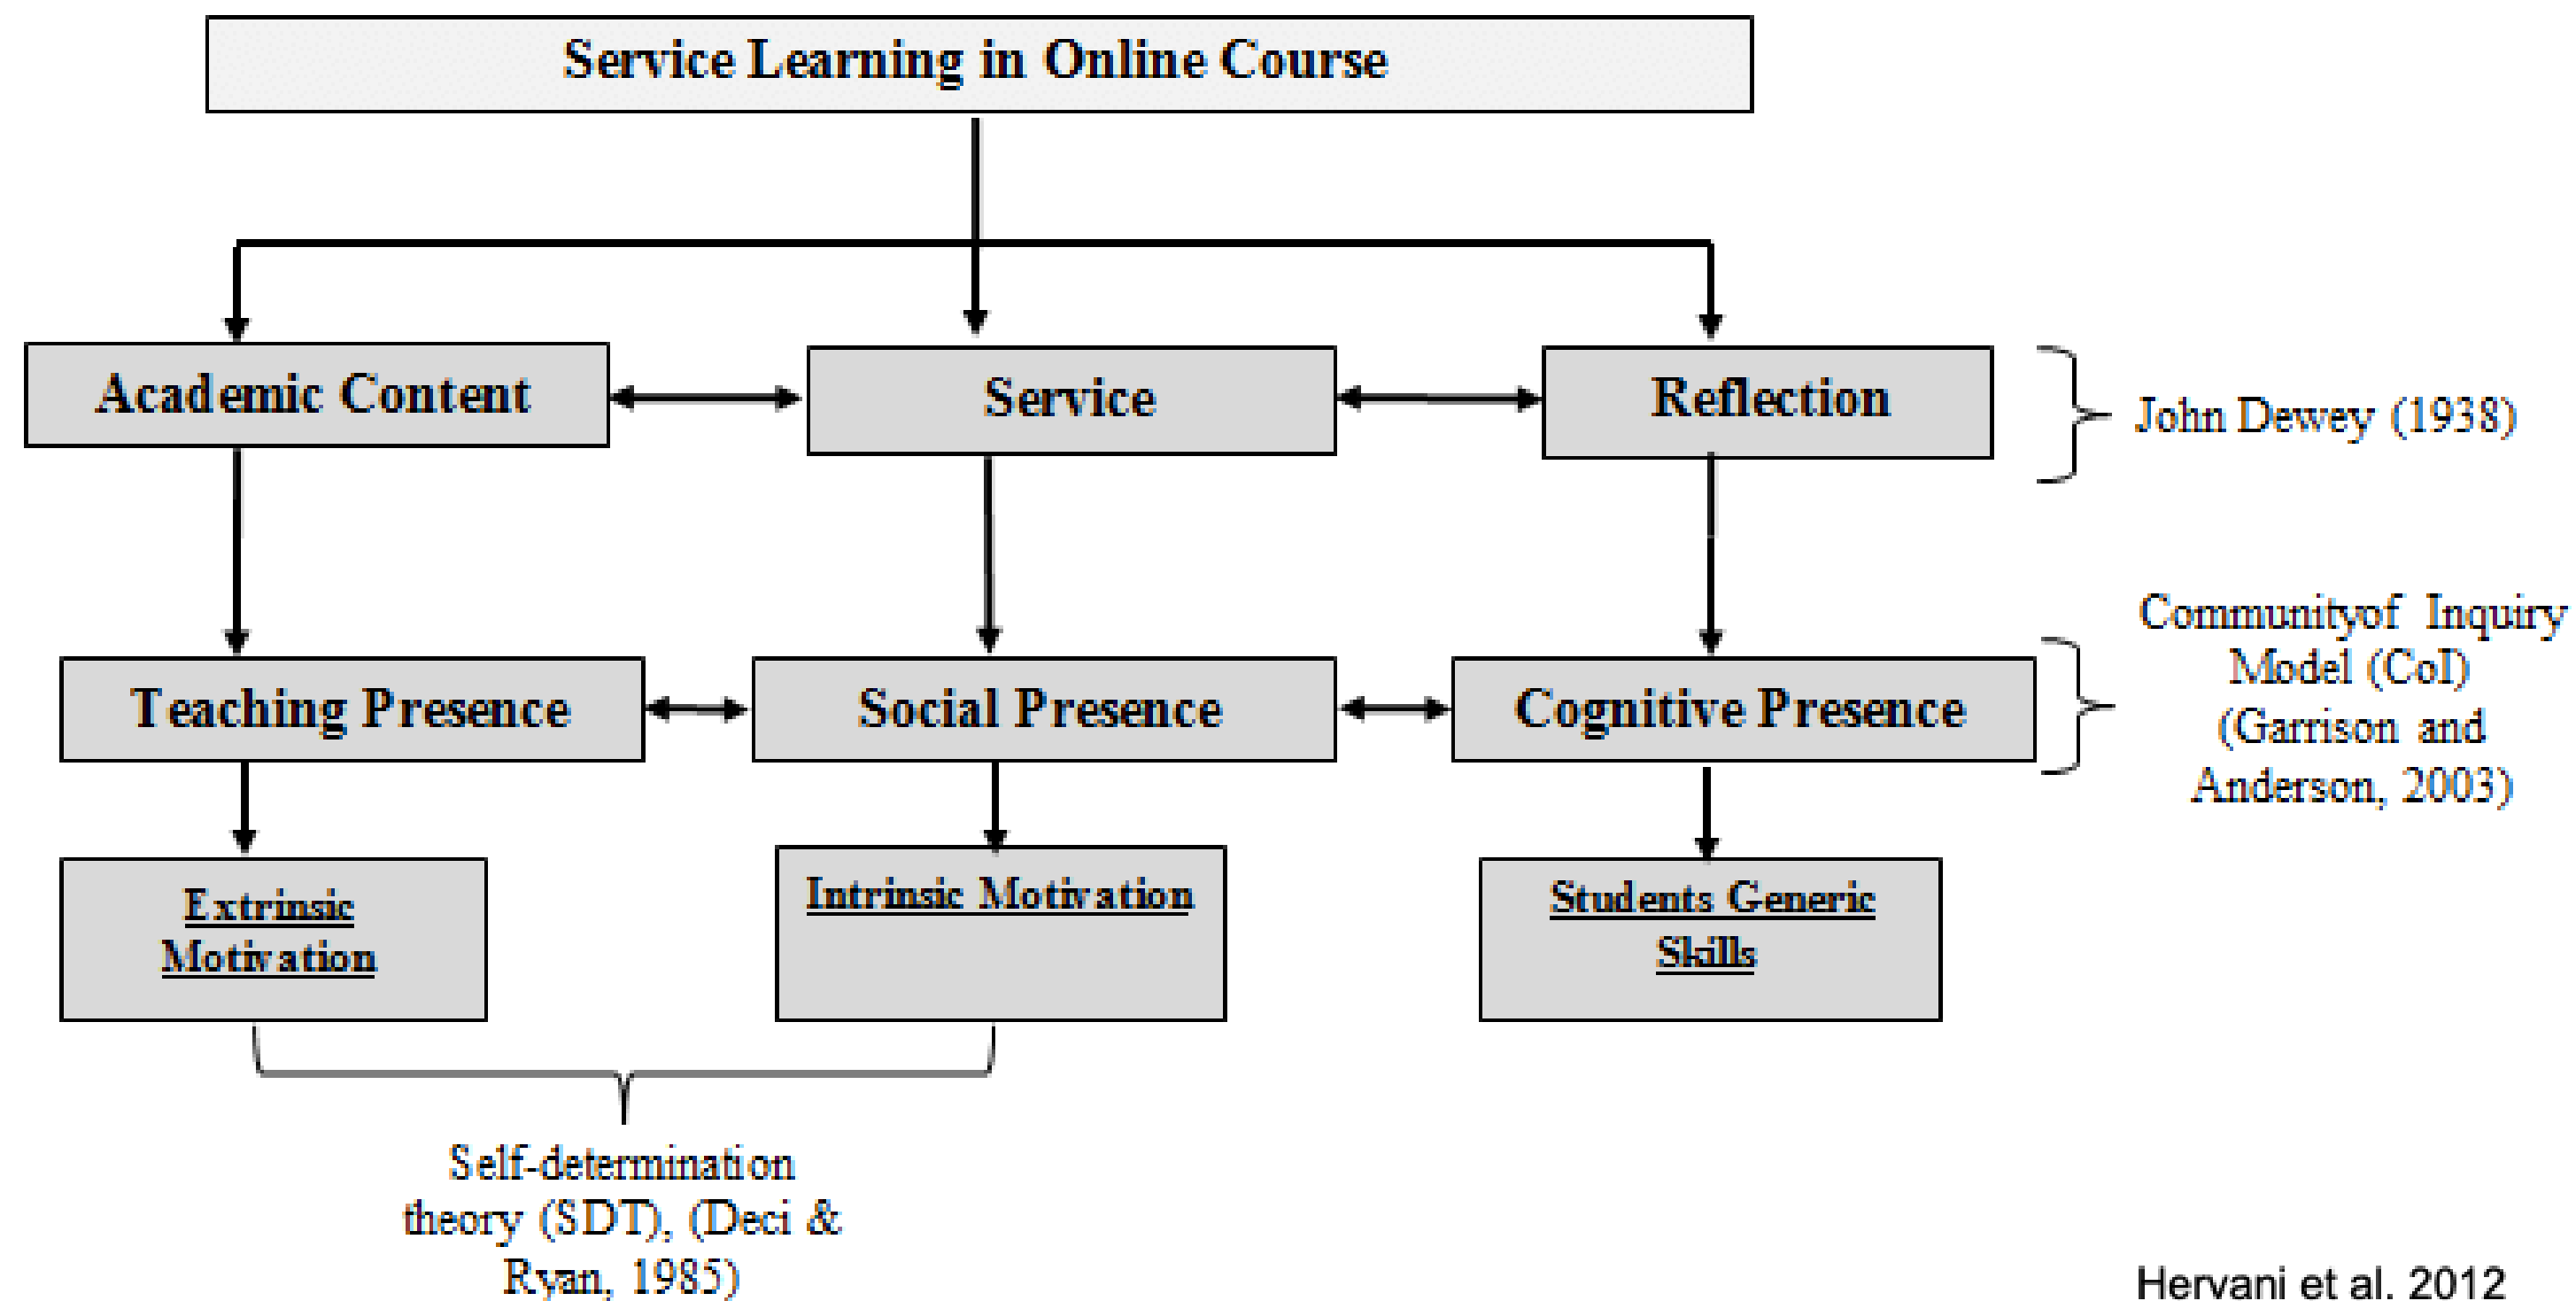 Service Learning in Online Course
Academic Content
Service
Reflection
John Dewey (1938)
Teaching Presence
Social Presence
Cognitive Presence
Communityof Inquiry
Model (CoI)
(Garrison and
Anderson, 2003)
Extrinsic
Motivation
Intrinsic Motivation
Students Generic
Skills
Self-determination
theory (SDT), (Deci &
Ryan, 1985)
Hervani et al. 2012